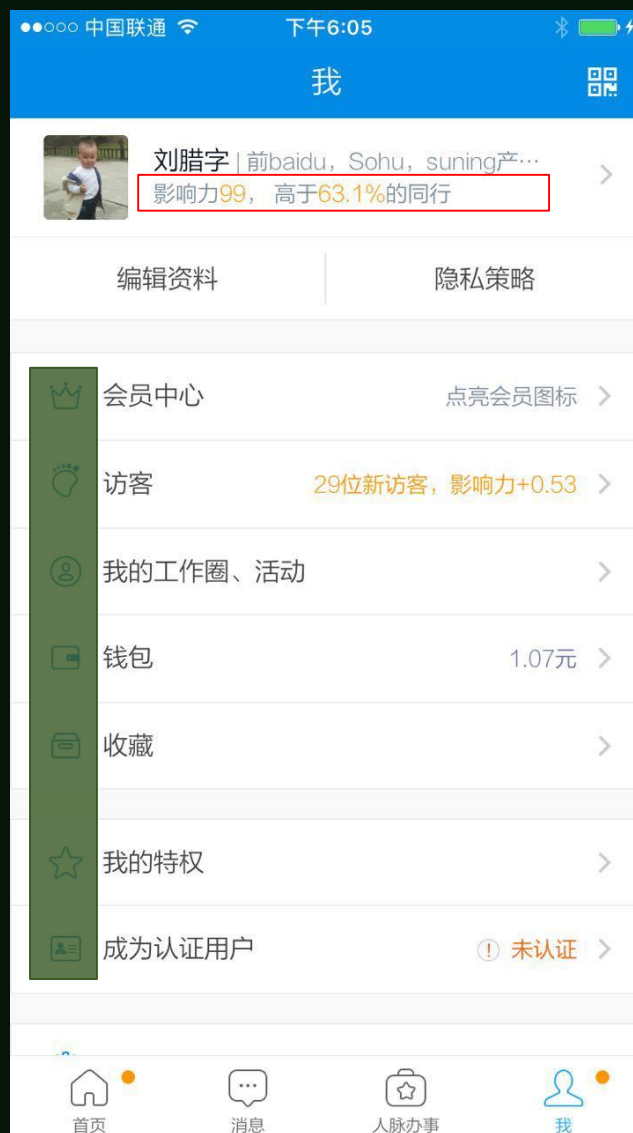 中国联通 下午6:05
我
刘腊字 | 前baidu, Sohu, suning产…
影响力99, 高于63.1%的同行
编辑资料 隐私策略
会员中心 点亮会员图标
访客 29位新访客, 影响力+0.53
我的工作圈、活动
钱包 1.07元
收藏
我的特权
成为认证用户 未认证
首页 消息 人脉办事 我